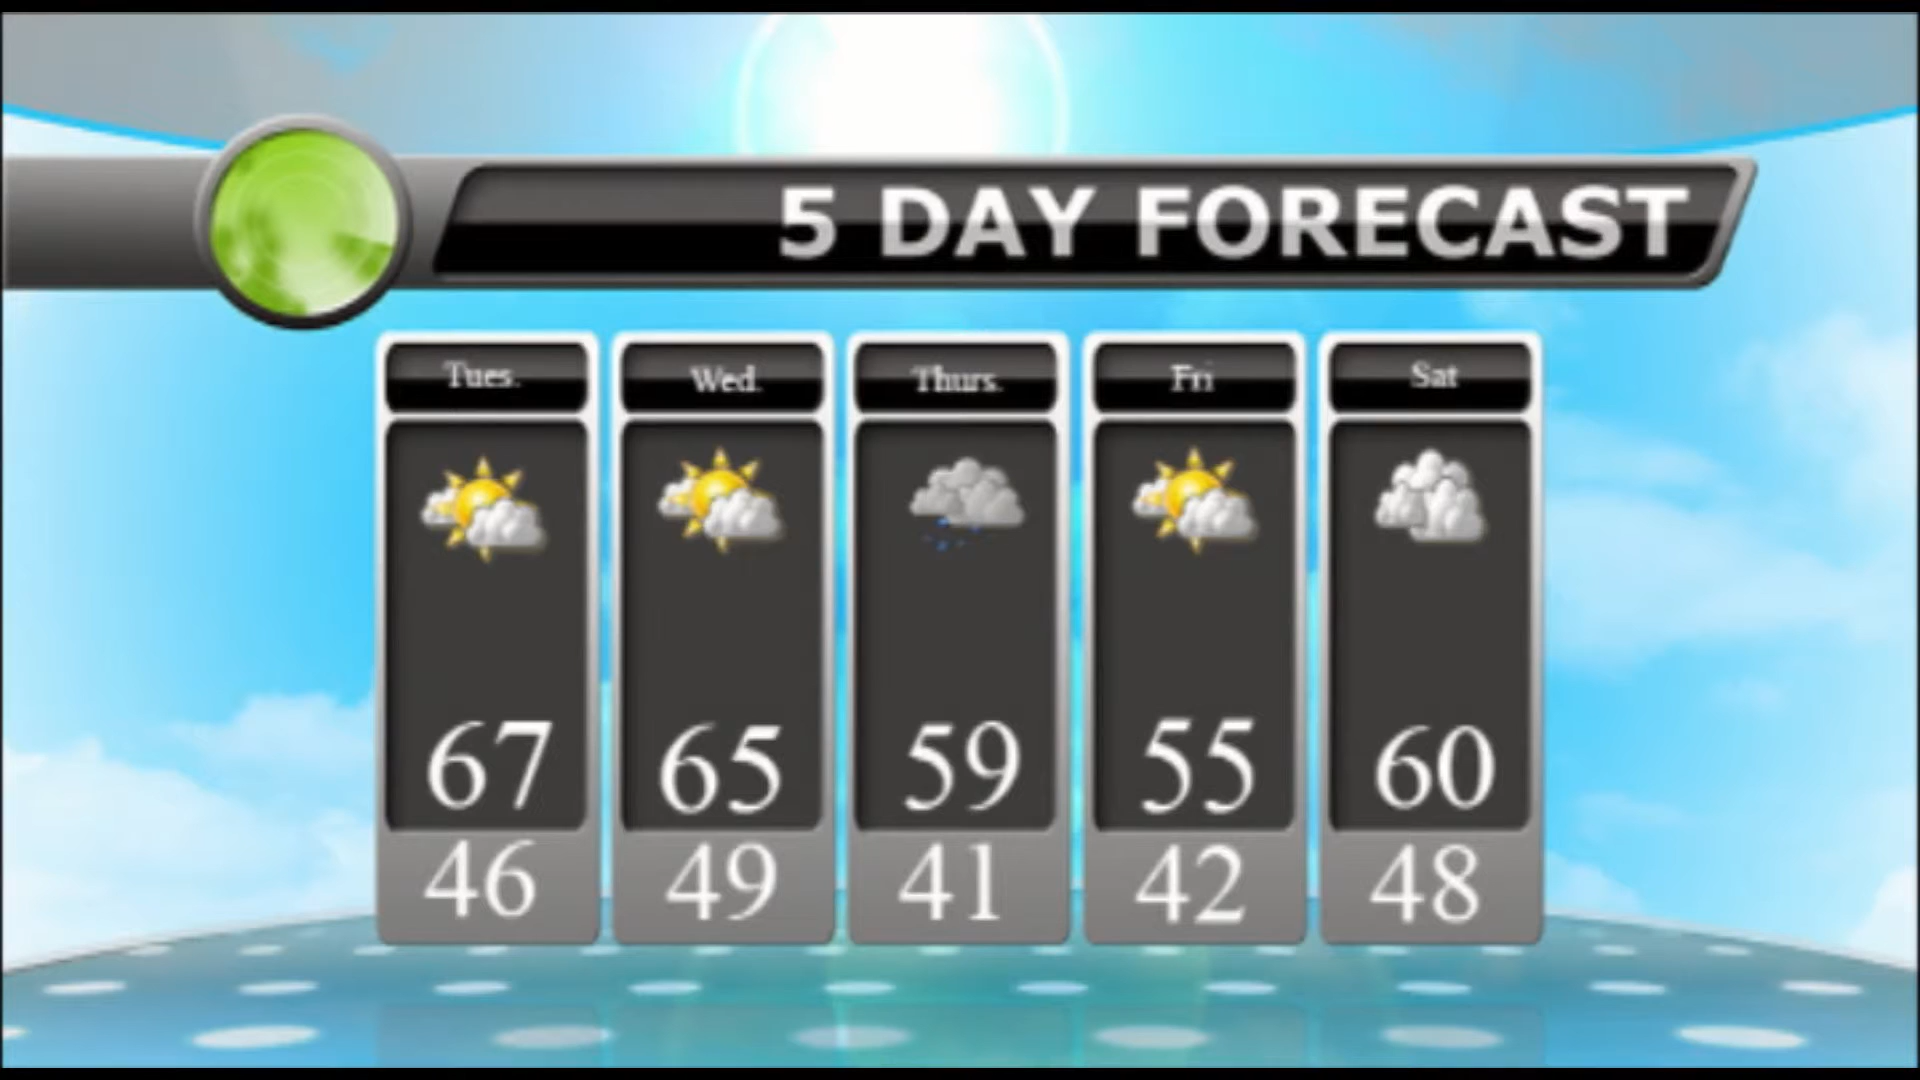 5 DAY FORECAST
Tues. Wed. Thurs. Fri Sat
67 65 59 55 60
46 49 41 42 48